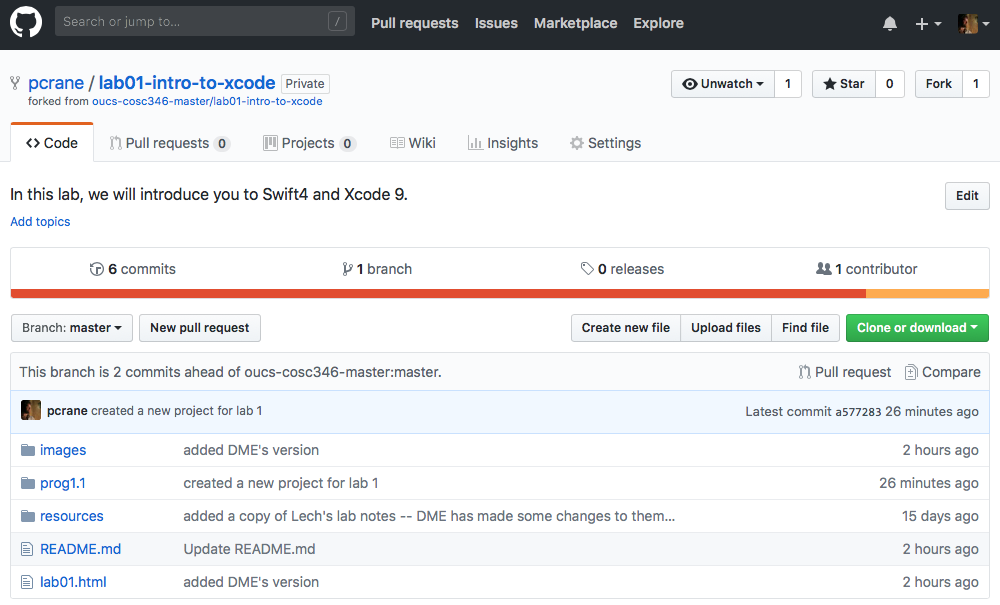 Search or jump to... / Pull requests Issues Marketplace Explore
pcrane / lab01-intro-to-xcode Private Unwatch 1 Star 0 Fork 1
forked from oucs-cosc346-master/lab01-intro-to-xcode
Code Pull requests 0 Projects 0 Wiki Insights Settings
In this lab, we will introduce you to Swift4 and Xcode 9. Edit
Add topics
6 commits 1 branch 0 releases 1 contributor
Branch: master New pull request Create new file Upload files Find file Clone or download
This branch is 2 commits ahead of oucs-cosc346-master:master. Pull request Compare
pcrane created a new project for lab 1 Latest commit a577283 26 minutes ago
images added DME's version 2 hours ago
prog1.1 created a new project for lab 1 26 minutes ago
resources added a copy of Lech's lab notes -- DME has made some changes to them... 15 days ago
README.md Update README.md 2 hours ago
lab01.html added DME's version 2 hours ago